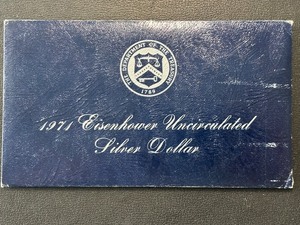 THE DEPARTMENT OF THE TREASURY
1789
1971 Eisenhower Uncirculated
Silver Dollar